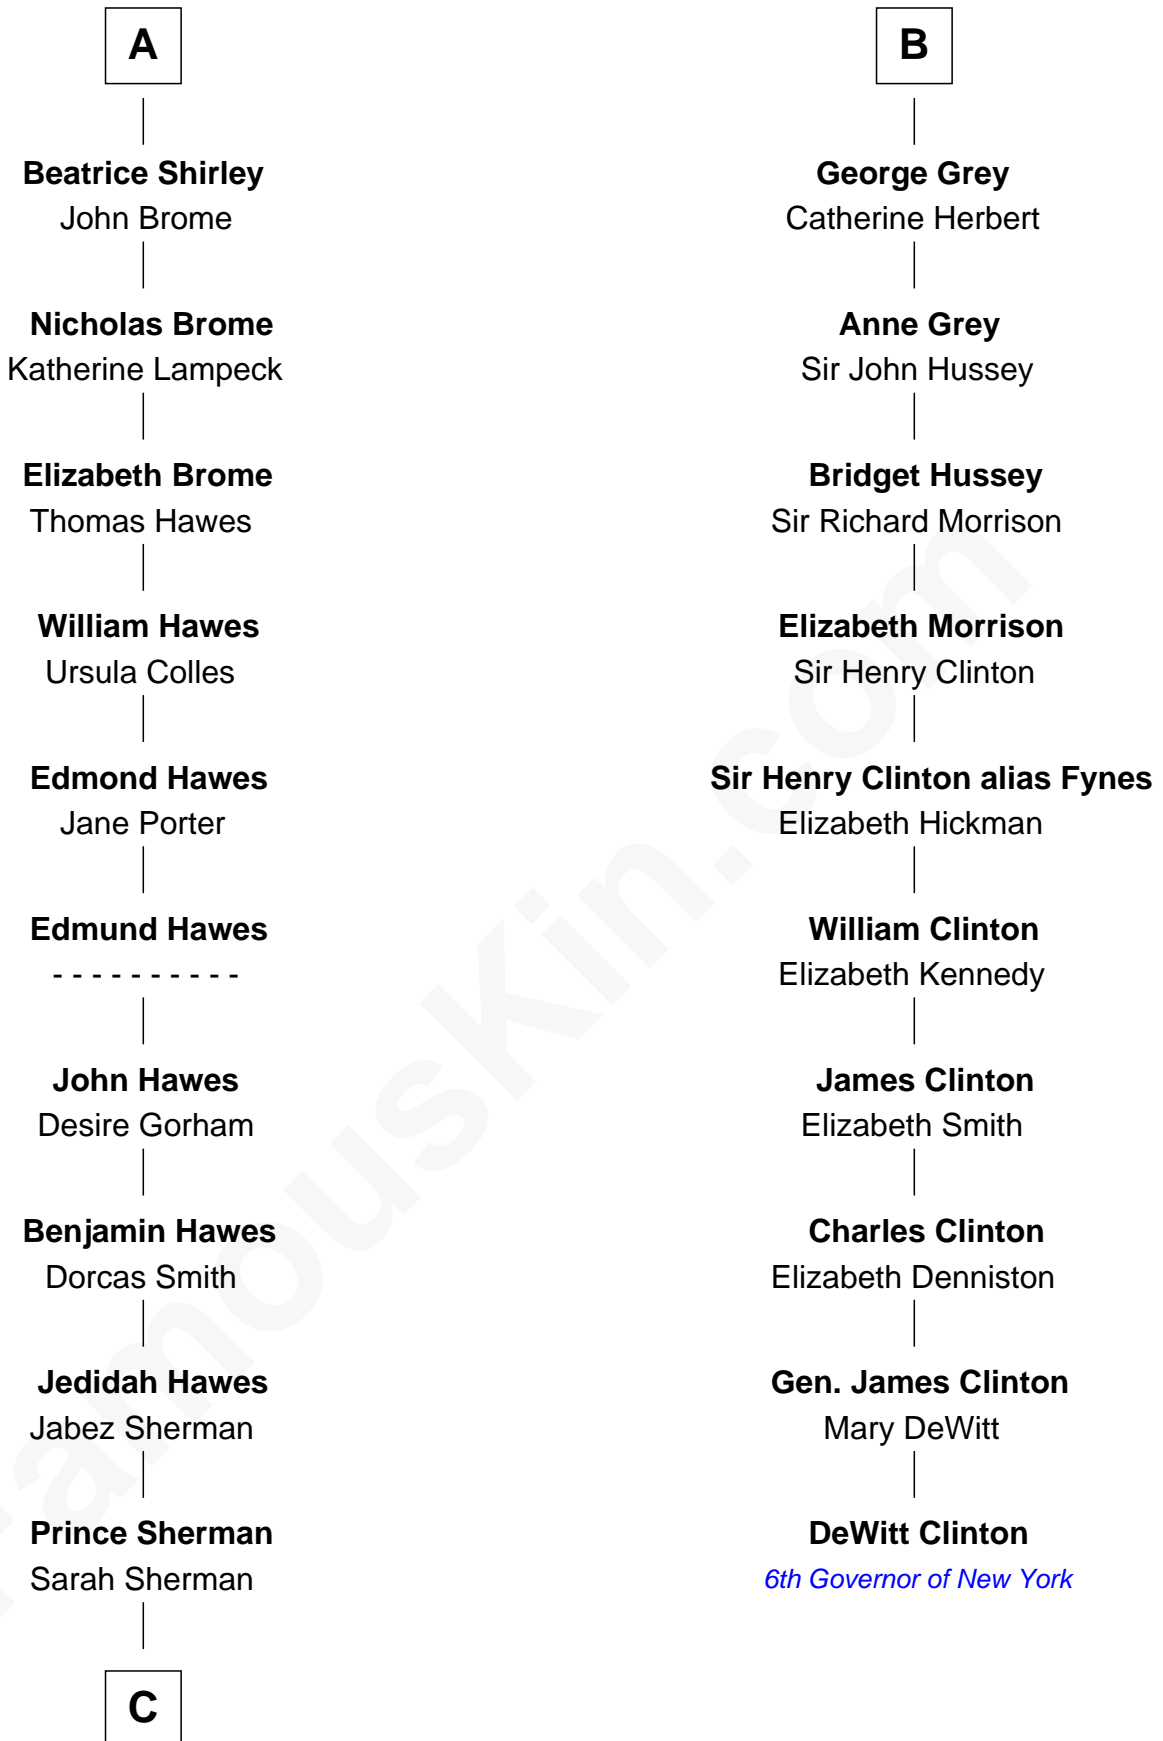 A
Beatrice Shirley
John Brome
Nicholas Brome
Katherine Lampeck
Elizabeth Brome
Thomas Hawes
William Hawes
Ursula Colles
Edmond Hawes
Jane Porter
Edmund Hawes
- - - - - - - - - -
John Hawes
Desire Gorham
Benjamin Hawes
Dorcas Smith
Jedidah Hawes
Jabez Sherman
Prince Sherman
Sarah Sherman
C
B
George Grey
Catherine Herbert
Anne Grey
Sir John Hussey
Bridget Hussey
Sir Richard Morrison
Elizabeth Morrison
Sir Henry Clinton
Sir Henry Clinton alias Fynes
Elizabeth Hickman
William Clinton
Elizabeth Kennedy
James Clinton
Elizabeth Smith
Charles Clinton
Elizabeth Denniston
Gen. James Clinton
Mary DeWitt
DeWitt Clinton
6th Governor of New York
FamousKin.com